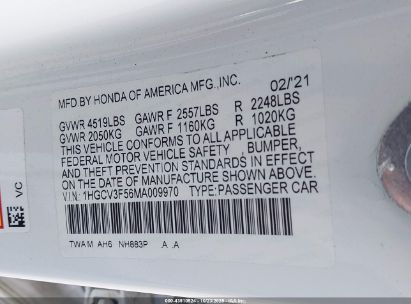 MFD BY HONDA OF AMERICA MFG.,INC. 02/'21
GVWR 4519LBS GAWR F 2557LBS R 2248LBS
GVWR 2050KG GAWR F 1160KG R 1020KG
THIS VEHICLE CONFORMS TO ALL APPLICABLE
FEDERAL MOTOR VEHICLE SAFETY, BUMPER,
AND THEFT PREVENTION STANDARDS IN EFFECT
ON THE DATE OF MANUFACTURE SHOWN ABOVE.
VIN: 1HGCV3F56MA009970 TYPE:PASSENGER CAR
TWA M AH6 NH883P A .A
VC